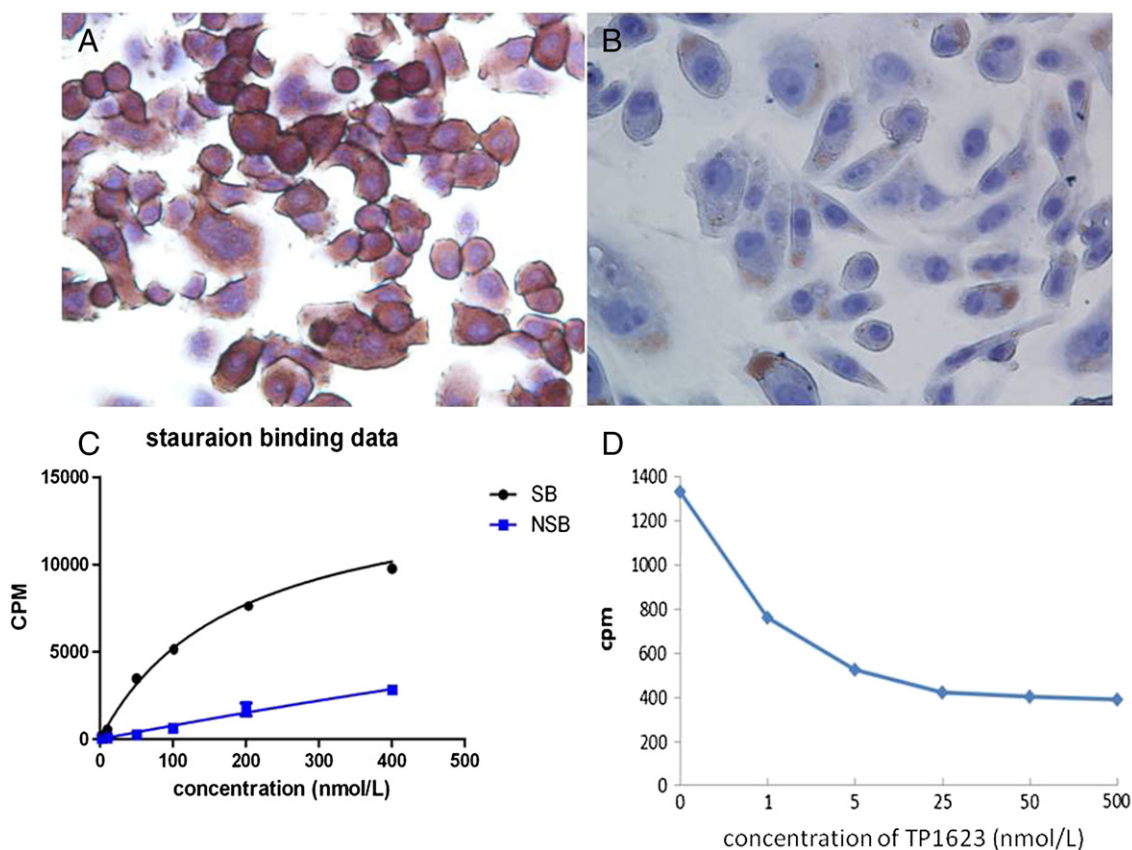 A
B
C
stauraion binding data
15000
10000
5000
0
CPM
0 100 200 300 400 500
concentration (nmol/L)
SB
NSB
D
1400
1200
1000
800
600
400
200
0
cpm
0 1 5 25 50 500
concentration of TP1623 (nmol/L)